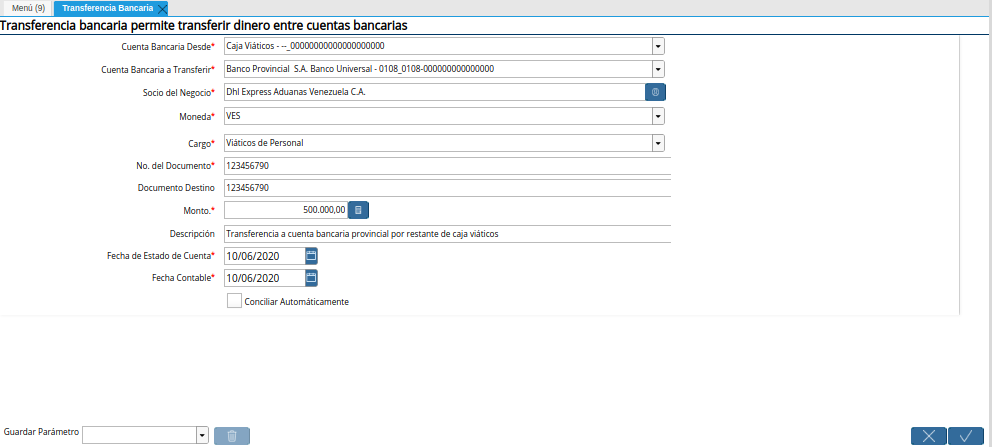 Menú (9)
Transferencia Bancaria
Transferencia bancaria permite transferir dinero entre cuentas bancarias
Cuenta Bancaria Desde* Caja Viáticos - --_00000000000000000000
Cuenta Bancaria a Transferir* Banco Provincial S.A. Banco Universal - 0108_0108-000000000000000
Socio del Negocio* Dhl Express Aduanas Venezuela C.A.
Moneda* VES
Cargo* Viáticos de Personal
No. del Documento* 123456790
Documento Destino 123456790
Monto.* 500.000,00
Descripción Transferencia a cuenta bancaria provincial por restante de caja viáticos
Fecha de Estado de Cuenta* 10/06/2020
Fecha Contable* 10/06/2020
Conciliar Automáticamente
Guardar Parámetro